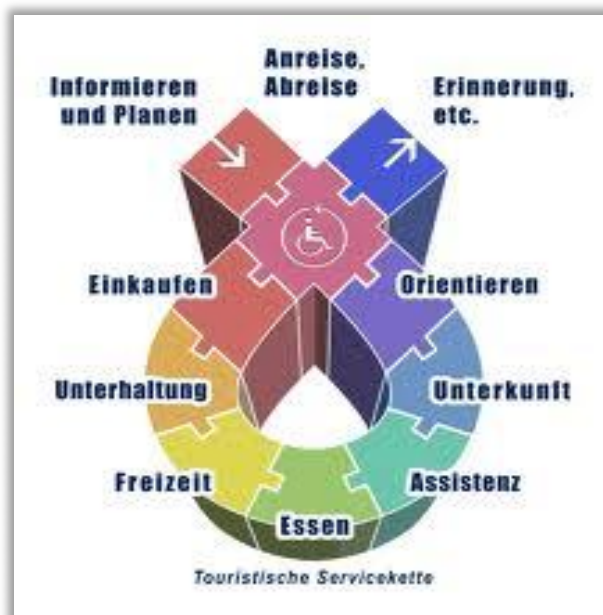 Informieren
und Planen
Anreise,
Abreise
Erinnerung,
etc.
Einkaufen
Orientieren
Unterhaltung
Unterkunft
Freizeit
Assistenz
Essen
Touristische Servicekette